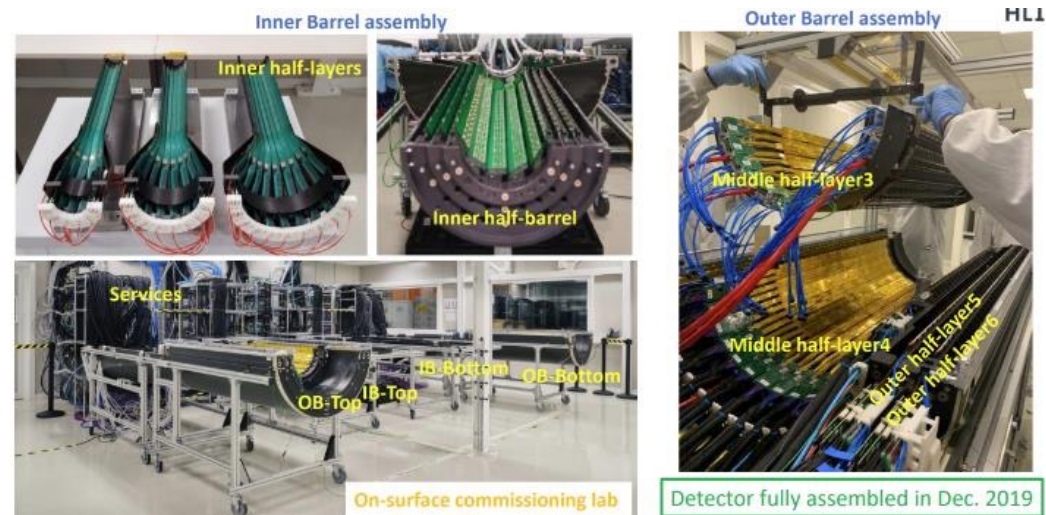 Inner Barrel assembly
Outer Barrel assembly
Inner half-layers
Inner half-barrel
Middle half-layer3
Middle half-layer4
Outer half-layer5
Outer half-layer6
Services
OB-Top
IB-Top
IB-Bottom
OB-Bottom
On-surface commissioning lab
Detector fully assembled in Dec. 2019